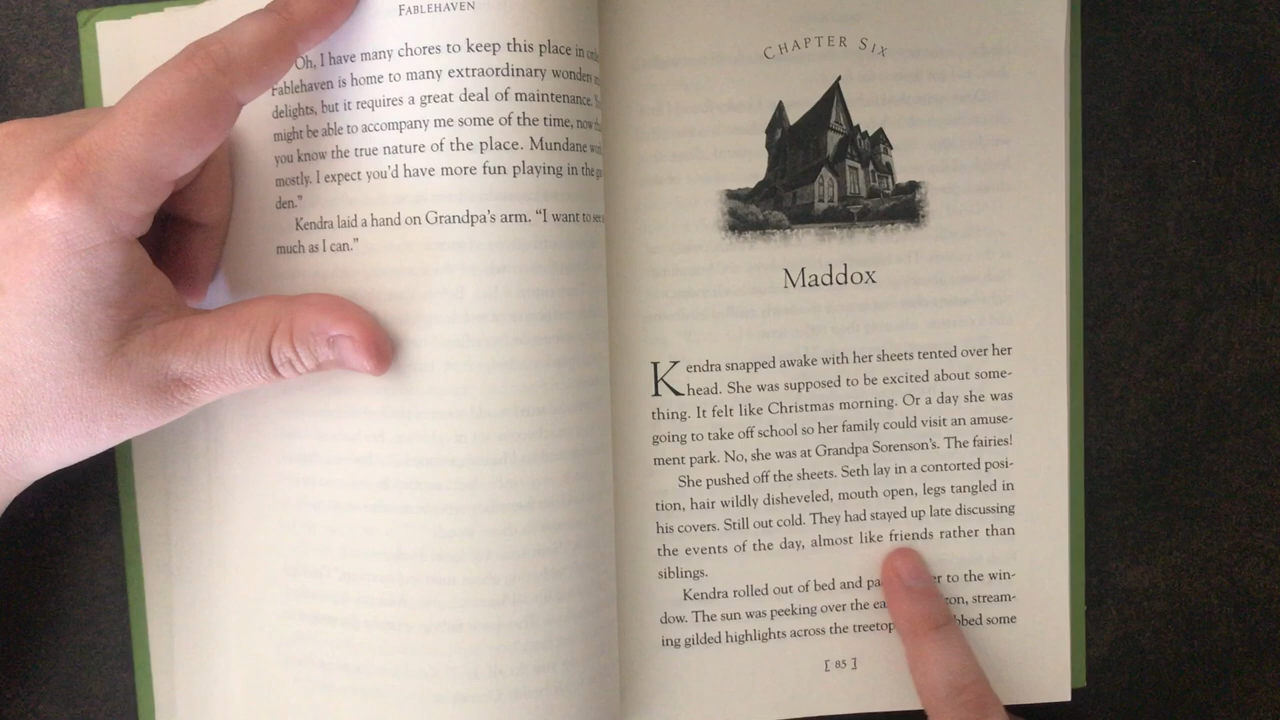 FABLEHAVEN
Oh, I have many chores to keep this place in
Fablehaven is home to many extraordinary wonders
delights, but it requires a great deal of maintenance.
might be able to accompany me some of the time, now
you know the true nature of the place. Mundane
mostly. I expect you'd have more fun playing in the
den."
Kendra laid a hand on Grandpa's arm. "I want to
much as I can."
CHAPTER SIX
Maddox
Kendra snapped awake with her sheets tented over her
head. She was supposed to be excited about some-
thing. It felt like Christmas morning. Or a day she was
going to take off school so her family could visit an amuse-
ment park. No, she was at Grandpa Sorenson's. The fairies!
She pushed off the sheets. Seth lay in a contorted posi-
tion, hair wildly disheveled, mouth open, legs tangled in
his covers. Still out cold. They had stayed up late discussing
the events of the day, almost like friends rather than
siblings.
Kendra rolled out of bed and to the win-
dow. The sun was peeking over the stream-
ing gilded highlights across the some
[ 85 ]